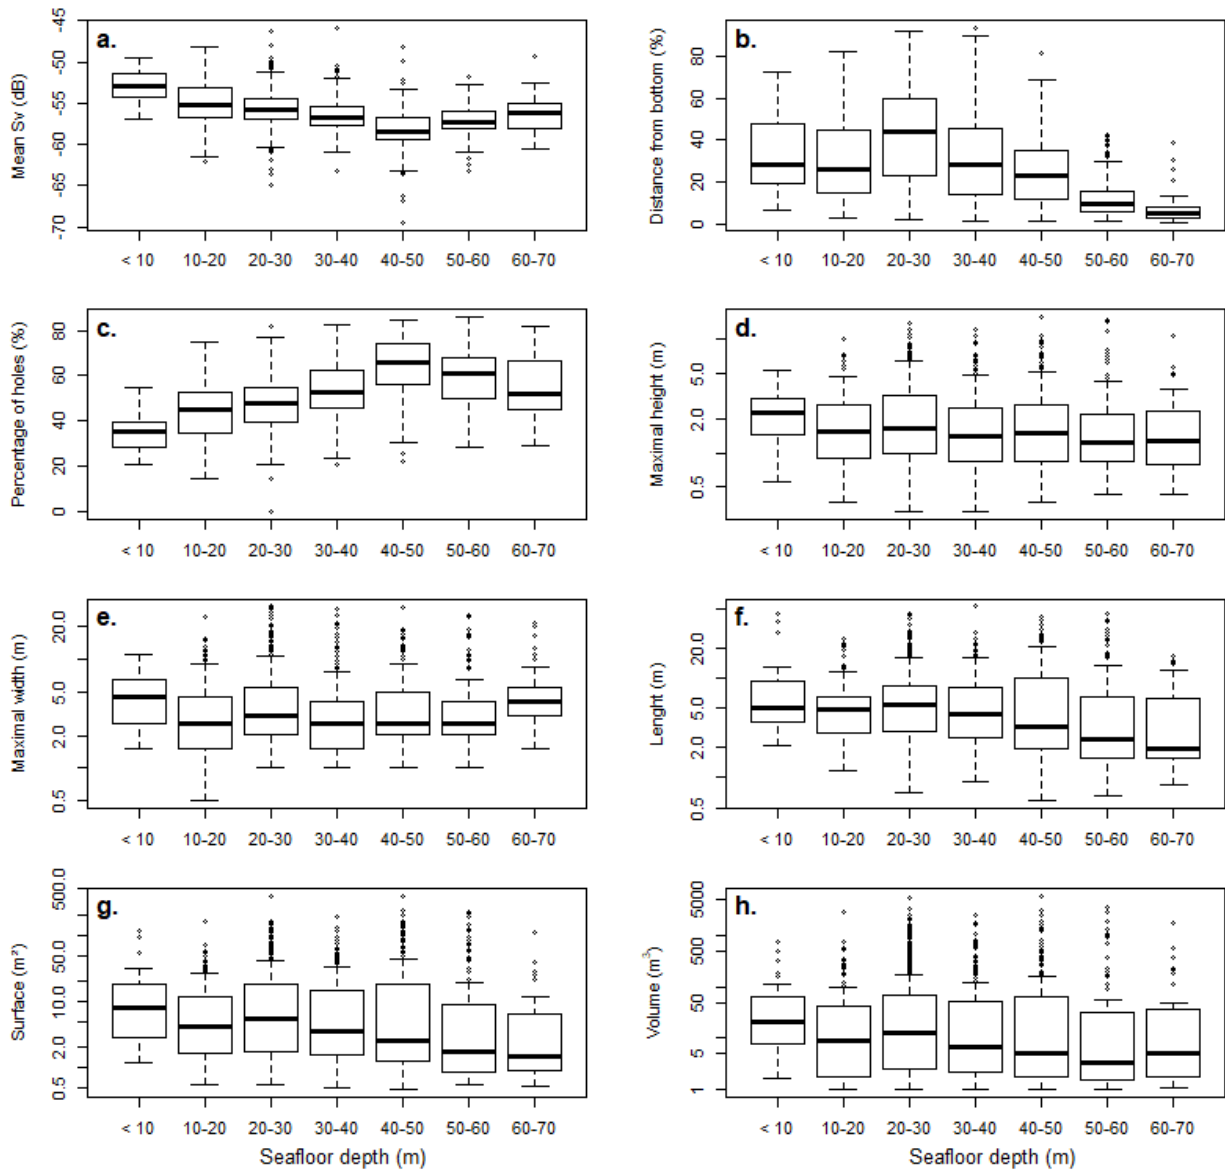 a.
Mean Sv (dB)
-45
-50
-55
-60
-65
-70
< 10 10-20 20-30 30-40 40-50 50-60 60-70
b.
Distance from bottom (%)
80
60
40
20
0
< 10 10-20 20-30 30-40 40-50 50-60 60-70
c.
Percentage of holes (%)
80
60
40
20
0
< 10 10-20 20-30 30-40 40-50 50-60 60-70
d.
Maximal height (m)
5.0
2.0
0.5
< 10 10-20 20-30 30-40 40-50 50-60 60-70
e.
Maximal width (m)
20.0
5.0
2.0
0.5
< 10 10-20 20-30 30-40 40-50 50-60 60-70
f.
Lenght (m)
20.0
5.0
2.0
0.5
< 10 10-20 20-30 30-40 40-50 50-60 60-70
g.
Surface (m²)
500.0
50.0
10.0
2.0
0.5
< 10 10-20 20-30 30-40 40-50 50-60 60-70
Seafloor depth (m)
h.
Volume (m³)
5000
500
50
5
1
< 10 10-20 20-30 30-40 40-50 50-60 60-70
Seafloor depth (m)